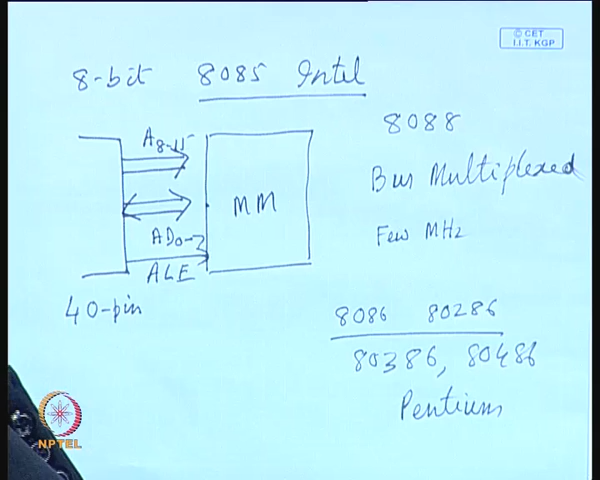 © CET
I.I.T. KGP
8-bit 8085 Intel
A8-15
MM
AD0-7
ALE
40-pin
8088
Bus Multiplexed
Few MHz
8086 80286
80386, 80486
Pentium
NPTEL